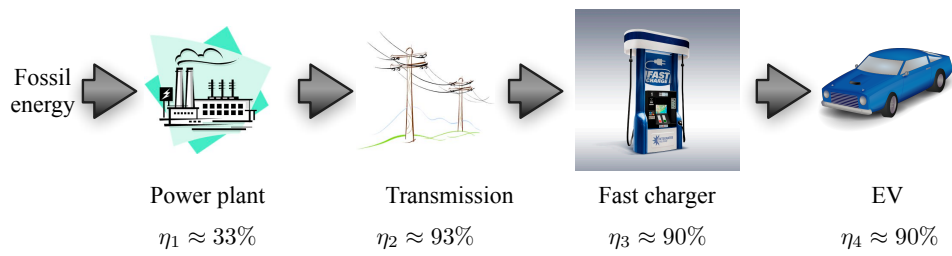 Fossil
energy
FAST
CHARGE
Power plant
Transmission
Fast charger
EV
η₁ ≈ 33%
η₂ ≈ 93%
η₃ ≈ 90%
η₄ ≈ 90%